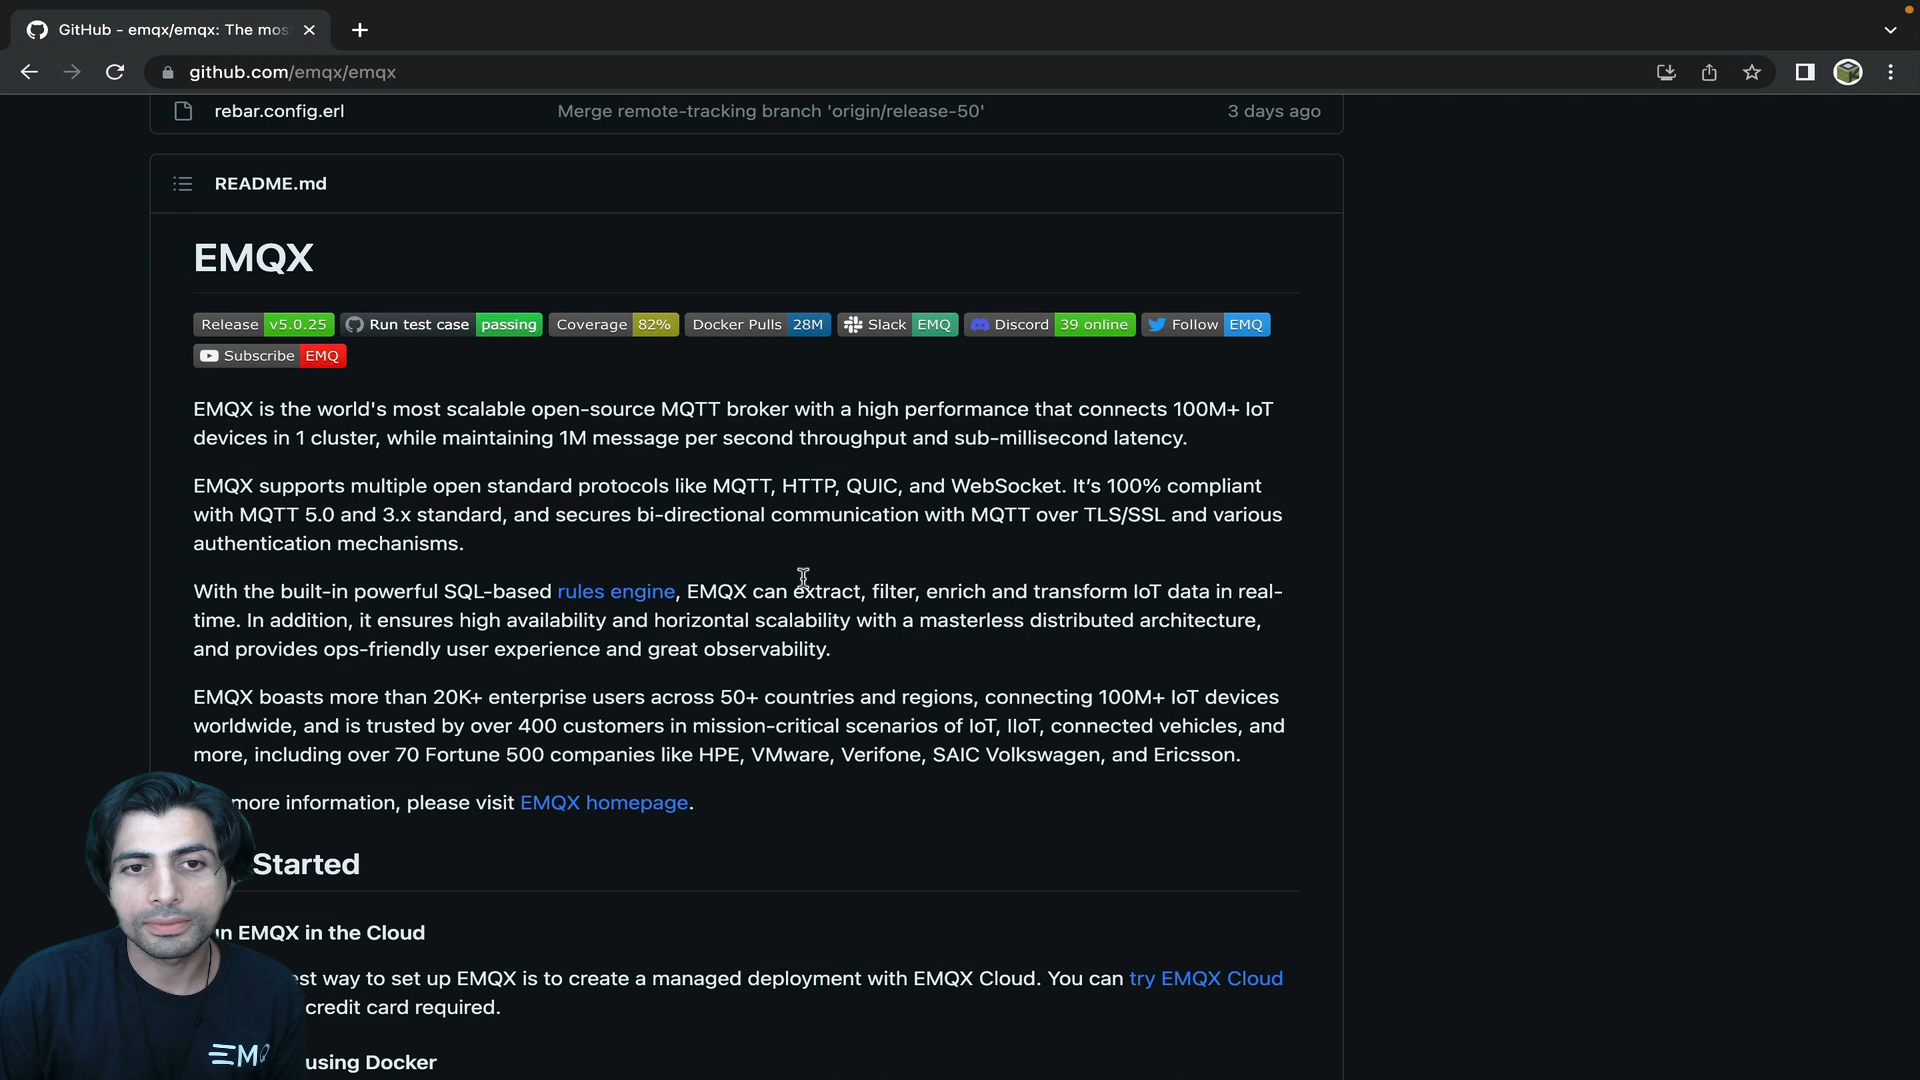 GitHub - emqx/emqx: The mos
github.com/emqx/emqx
rebar.config.erl Merge remote-tracking branch 'origin/release-50' 3 days ago
README.md
EMQX
Release v5.0.25 Run test case passing Coverage 82% Docker Pulls 28M Slack EMQ Discord 39 online Follow EMQ
Subscribe EMQ
EMQX is the world's most scalable open-source MQTT broker with a high performance that connects 100M+ IoT
devices in 1 cluster, while maintaining 1M message per second throughput and sub-millisecond latency.
EMQX supports multiple open standard protocols like MQTT, HTTP, QUIC, and WebSocket. It’s 100% compliant
with MQTT 5.0 and 3.x standard, and secures bi-directional communication with MQTT over TLS/SSL and various
authentication mechanisms.
With the built-in powerful SQL-based rules engine, EMQX can extract, filter, enrich and transform IoT data in real-
time. In addition, it ensures high availability and horizontal scalability with a masterless distributed architecture,
and provides ops-friendly user experience and great observability.
EMQX boasts more than 20K+ enterprise users across 50+ countries and regions, connecting 100M+ IoT devices
worldwide, and is trusted by over 400 customers in mission-critical scenarios of IoT, IIoT, connected vehicles, and
more, including over 70 Fortune 500 companies like HPE, VMware, Verifone, SAIC Volkswagen, and Ericsson.
more information, please visit EMQX homepage.
Started
EMQX in the Cloud
way to set up EMQX is to create a managed deployment with EMQX Cloud. You can try EMQX Cloud
credit card required.
using Docker
EMQ